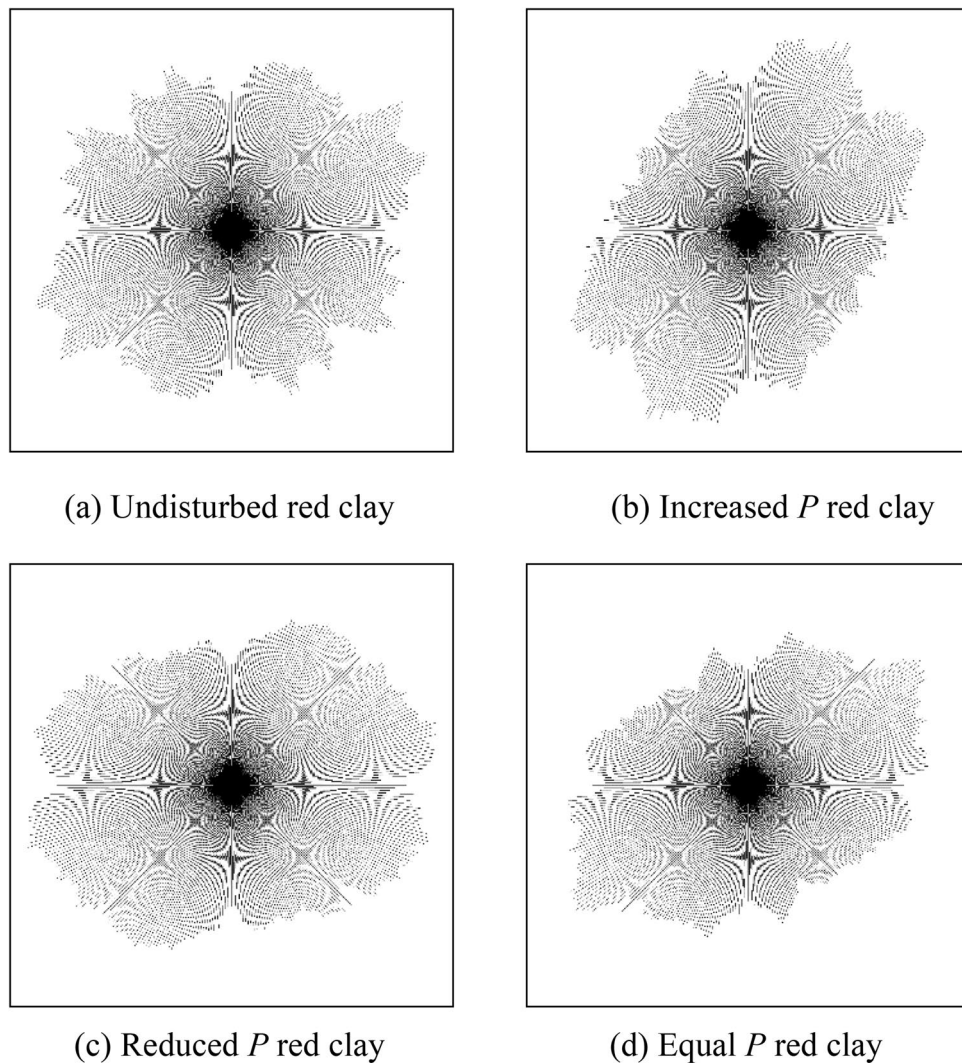 (a) Undisturbed red clay
(b) Increased P red clay
(c) Reduced P red clay
(d) Equal P red clay